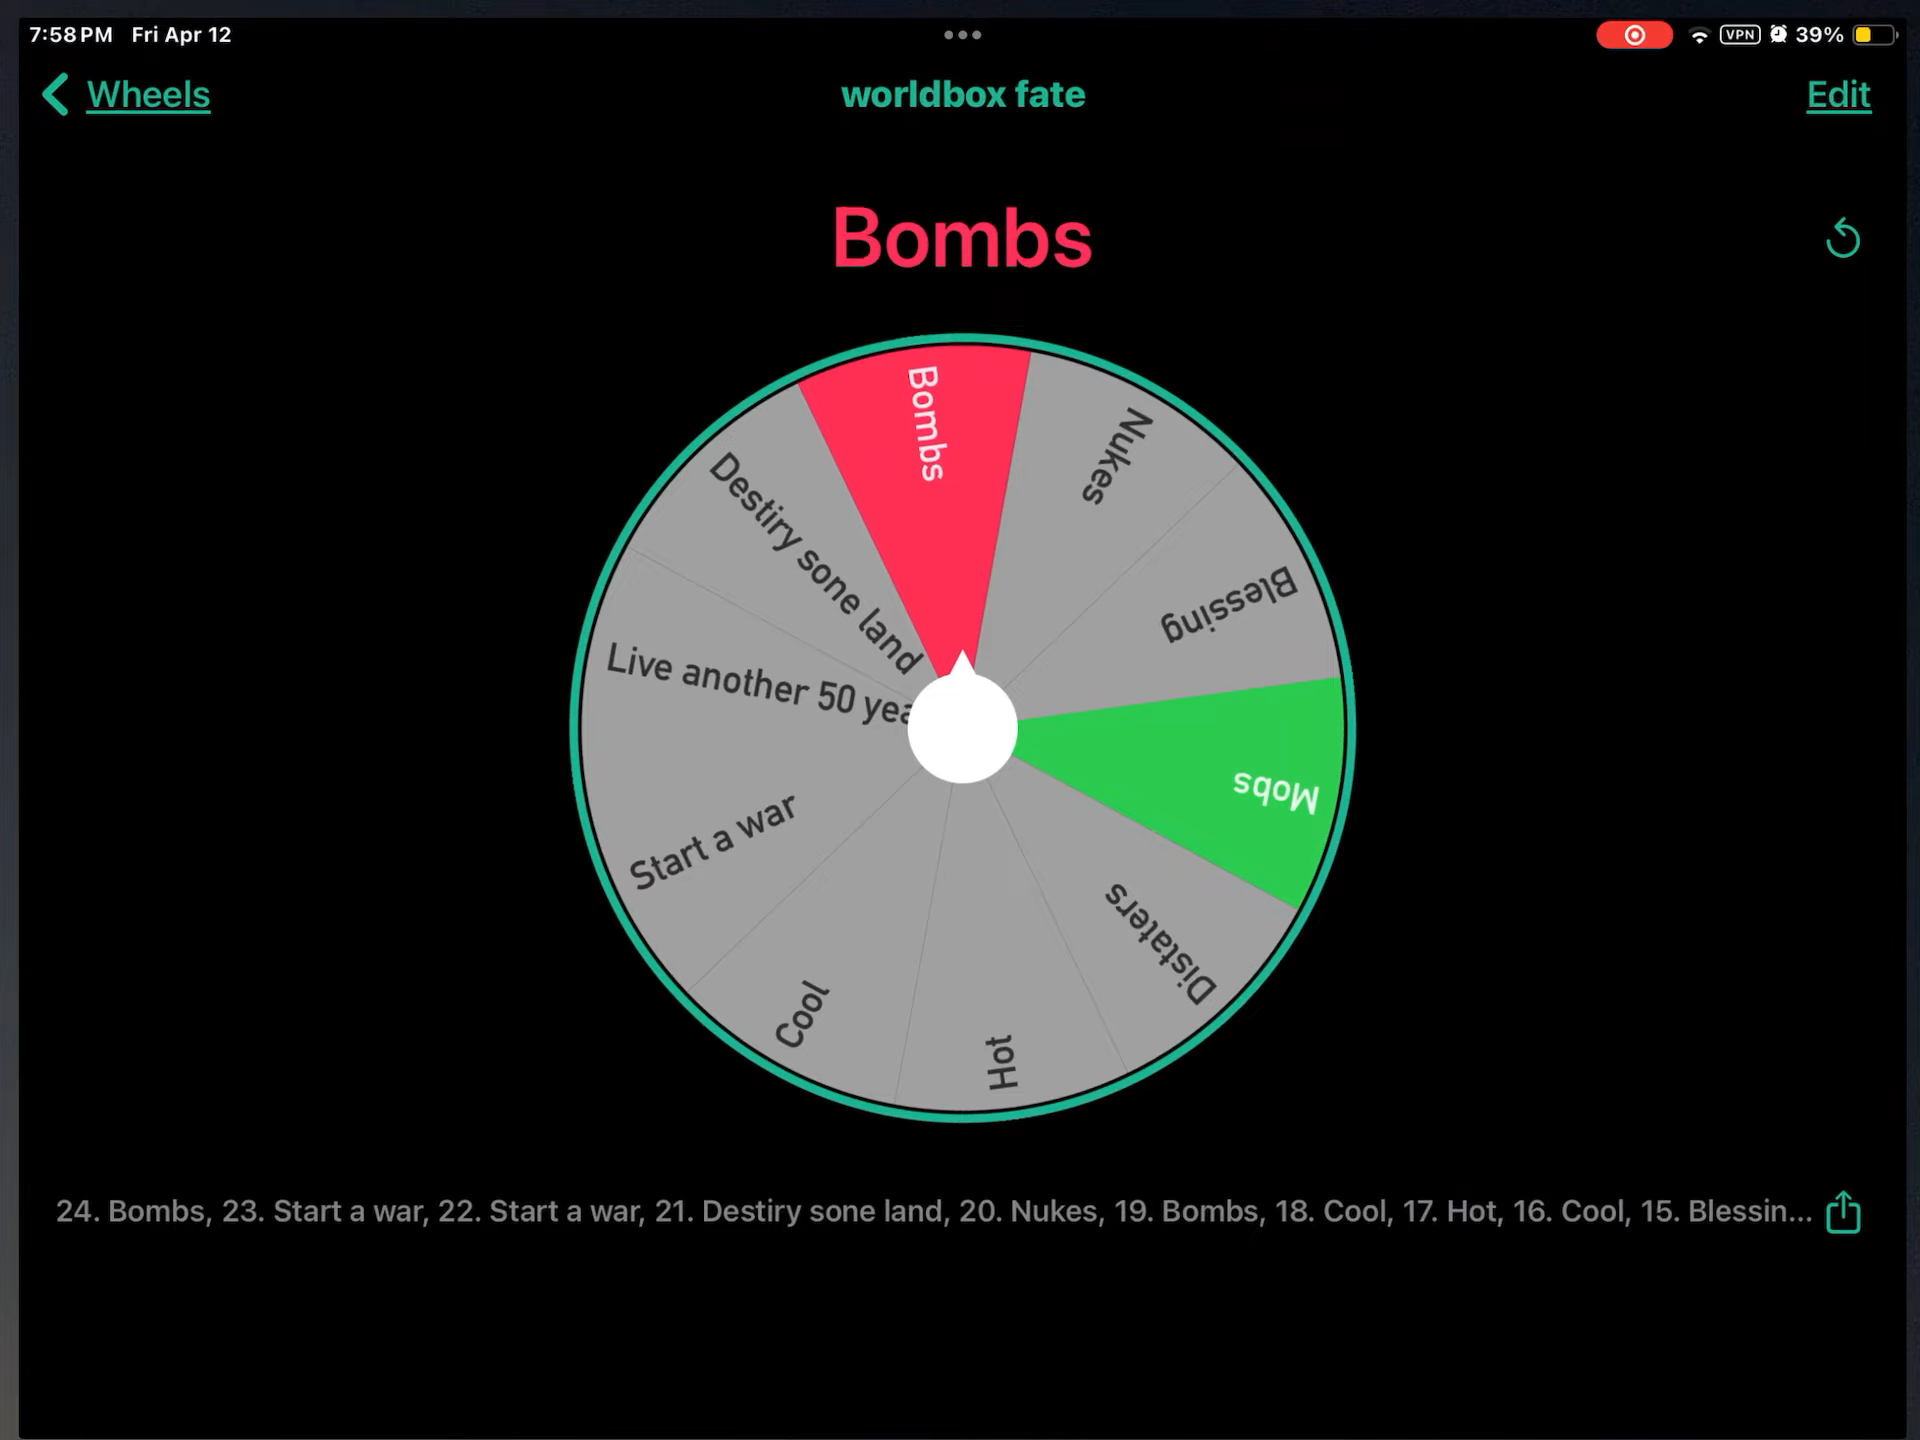 7:58 PM Fri Apr 12
VPN 39%
Wheels
worldbox fate
Edit
Bombs
Bombs
Nukes
Blessing
Mobs
Distaters
Hot
Cool
Start a war
Live another 50 yea
Destiry sone land
24. Bombs, 23. Start a war, 22. Start a war, 21. Destiry sone land, 20. Nukes, 19. Bombs, 18. Cool, 17. Hot, 16. Cool, 15. Blessin...